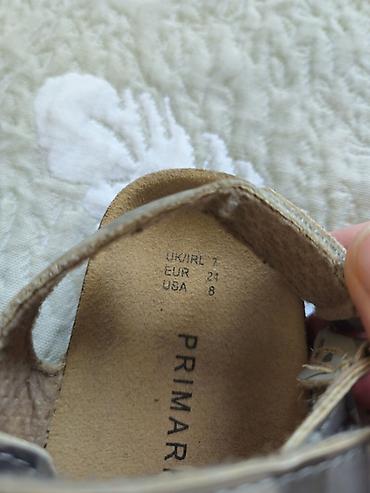 UK/IRL 7
EUR 24
USA 8
PRIMAR